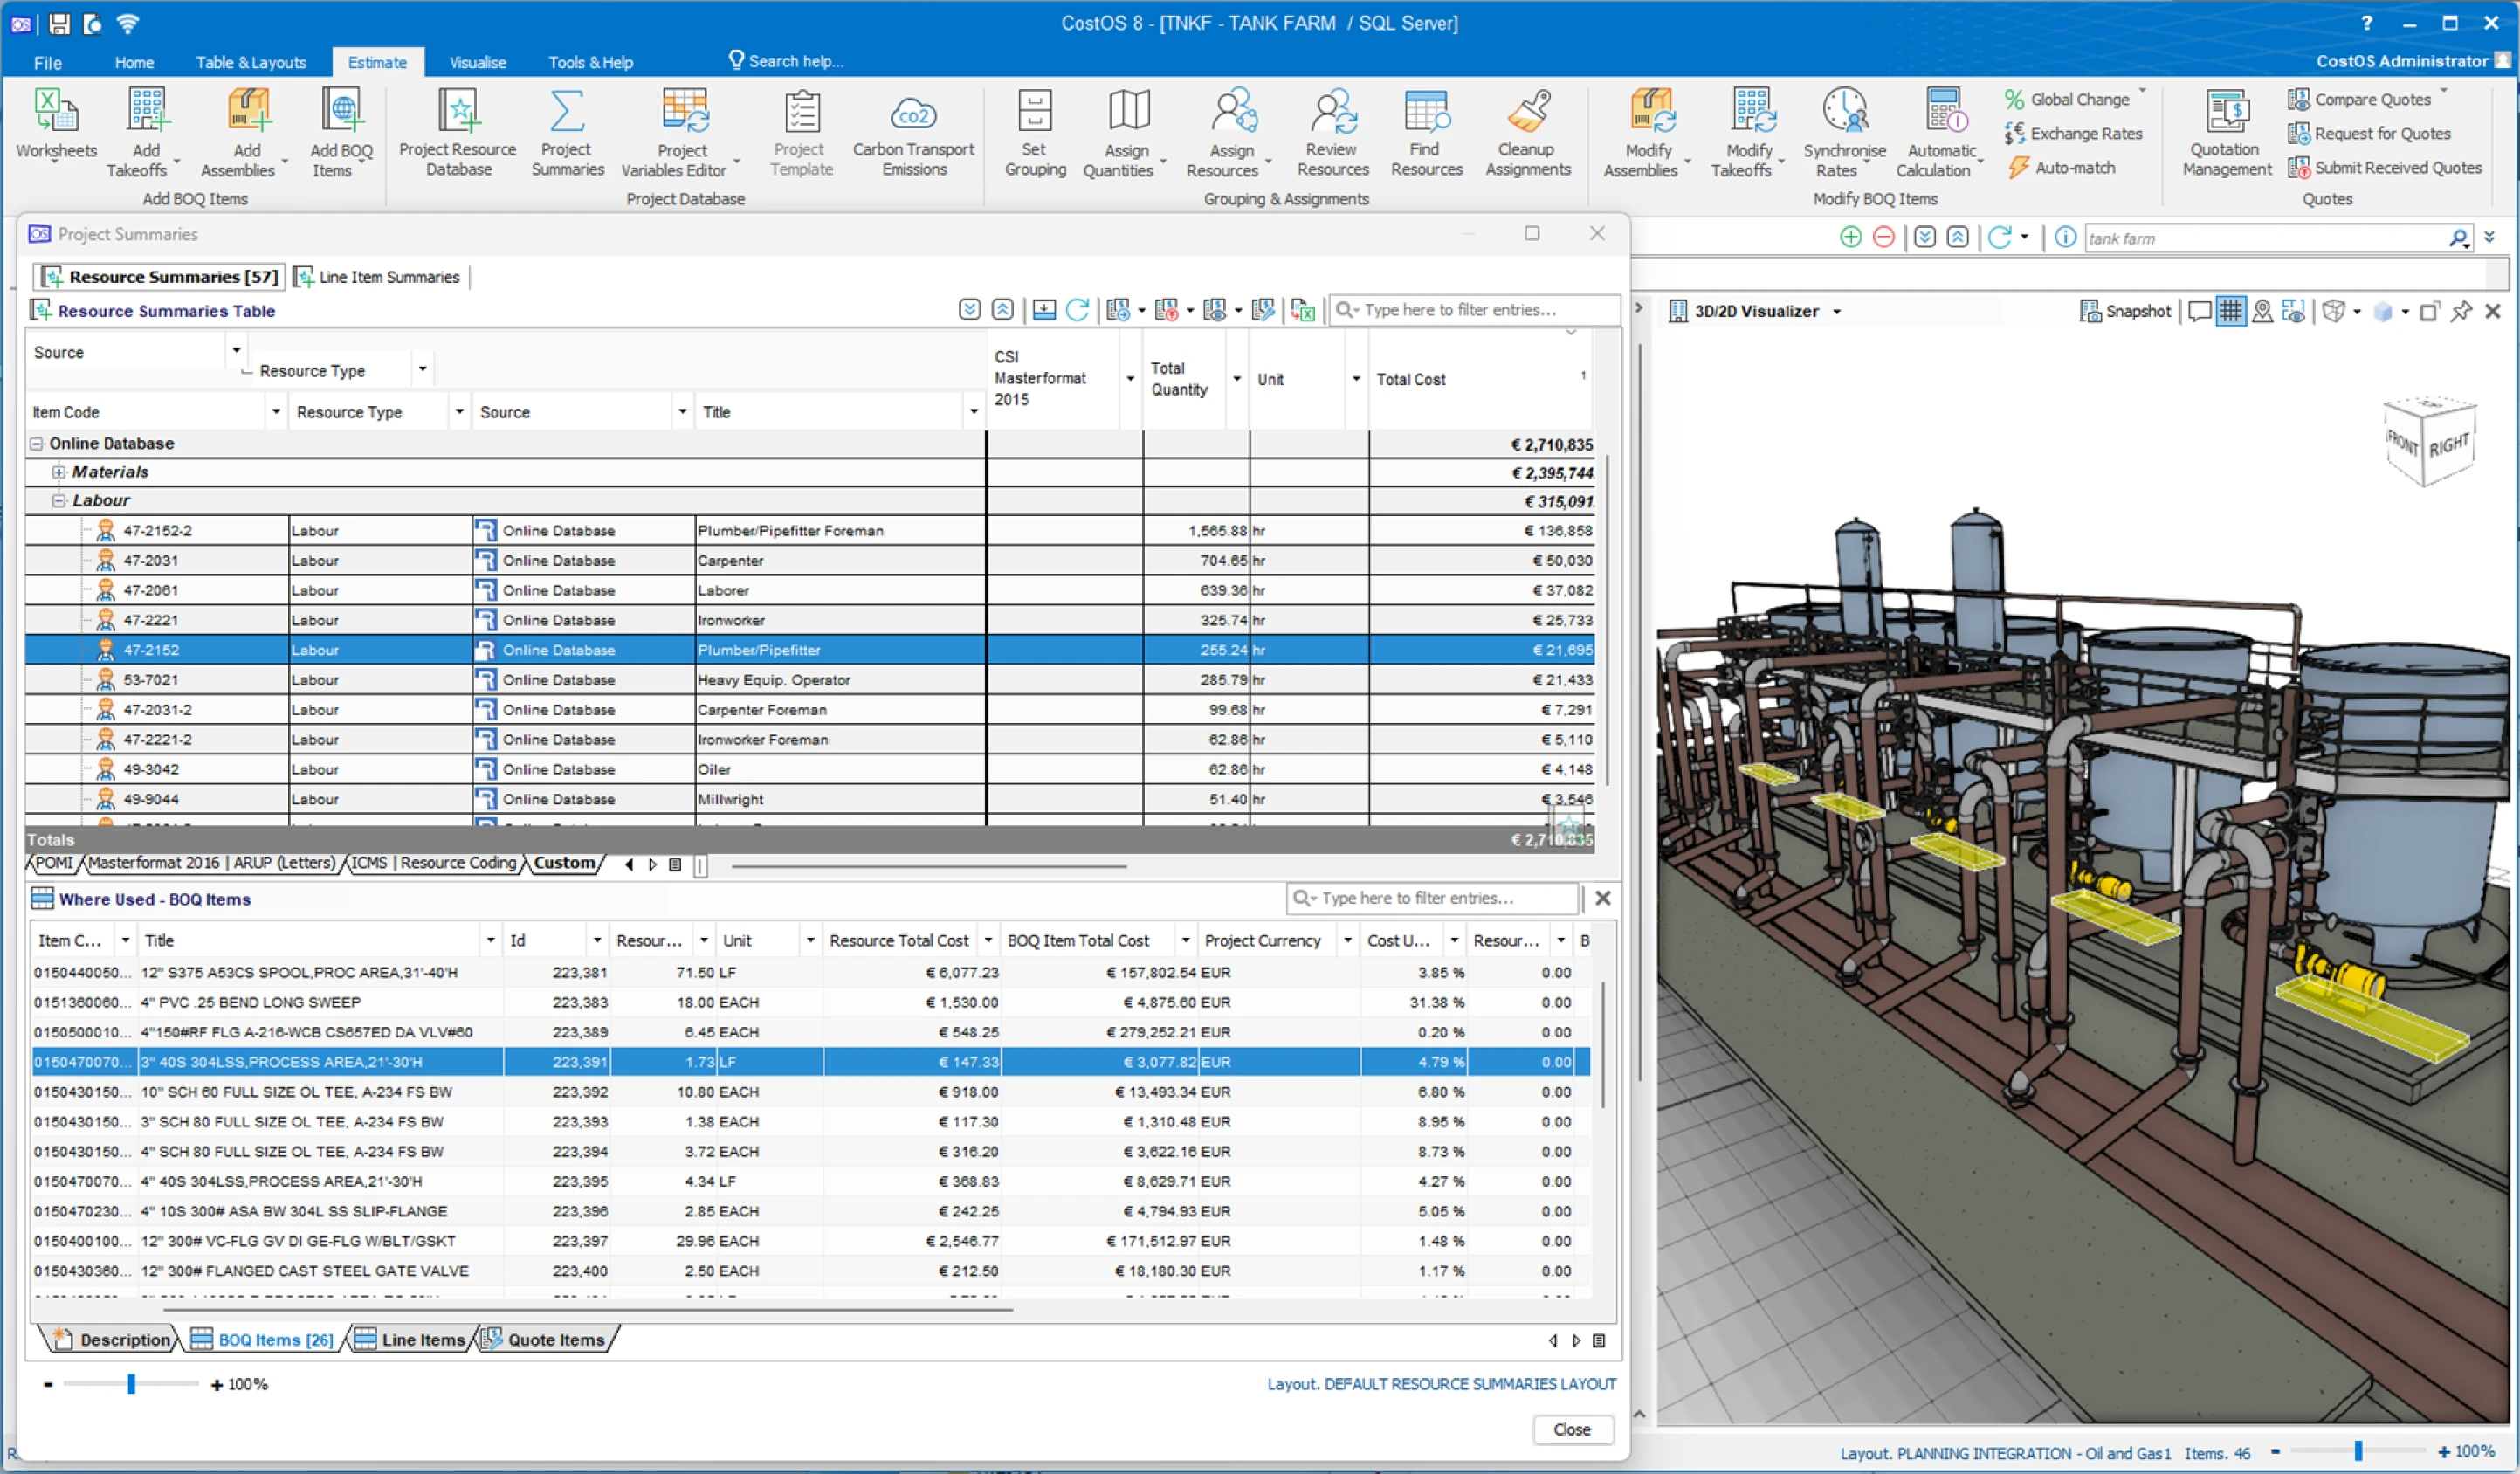 CostOS 8 - [TNKF - TANK FARM / SQL Server]
File Home Table & Layouts Estimate Visualise Tools & Help Search help...
CostOS Administrator
Worksheets
Add Takeoffs
Add Assemblies
Add BOQ Items
Add BOQ Items
Project Resource Database
Project Summaries
Project Variables Editor
Project Template
Carbon Transport Emissions
CO2
Project Database
Set Grouping
Assign Quantities
Assign Resources
Review Resources
Find Resources
Cleanup Assignments
Grouping & Assignments
Modify Assemblies
Modify Takeoffs
Synchronise Rates
Automatic Calculation
Global Change
Exchange Rates
Auto-match
Modify BOQ Items
Quotation Management
Compare Quotes
Request for Quotes
Submit Received Quotes
Quotes
Project Summaries
tank farm
Resource Summaries [57] Line Item Summaries
Resource Summaries Table
Type here to filter entries...
Source
Resource Type
Item Code Resource Type Source Title CSI Masterformat 2015 Total Quantity Unit Total Cost 1
Online Database € 2,710,835
Materials € 2,395,744
Labour € 315,091
47-2152-2 Labour Online Database Plumber/Pipefitter Foreman 1,565.88 hr € 136,858
47-2031 Labour Online Database Carpenter 704.65 hr € 50,030
47-2061 Labour Online Database Laborer 639.36 hr € 37,082
47-2221 Labour Online Database Ironworker 325.74 hr € 25,733
47-2152 Labour Online Database Plumber/Pipefitter 255.24 hr € 21,695
53-7021 Labour Online Database Heavy Equip. Operator 285.79 hr € 21,433
47-2031-2 Labour Online Database Carpenter Foreman 99.68 hr € 7,291
47-2221-2 Labour Online Database Ironworker Foreman 62.86 hr € 5,110
49-3042 Labour Online Database Oiler 62.86 hr € 4,148
49-9044 Labour Online Database Millwright 51.40 hr € 3,546
Totals € 2,710,835
POMI Masterformat 2016 | ARUP (Letters) ICMS | Resource Coding Custom
Where Used - BOQ Items
Type here to filter entries...
Item C... Title Id Resour... Unit Resource Total Cost BOQ Item Total Cost Project Currency Cost U... Resour... B
0150440050... 12" S375 A53CS SPOOL,PROC AREA,31'-40'H 223,381 71.50 LF € 6,077.23 € 157,802.54 EUR 3.85 % 0.00
0151360060... 4" PVC .25 BEND LONG SWEEP 223,383 18.00 EACH € 1,530.00 € 4,875.60 EUR 31.38 % 0.00
0150500010... 4"150#RF FLG A-216-WCB CS657ED DA VLV#60 223,389 6.45 EACH € 548.25 € 279,252.21 EUR 0.20 % 0.00
0150470070... 3" 40S 304LSS,PROCESS AREA,21'-30'H 223,391 1.73 LF € 147.33 € 3,077.82 EUR 4.79 % 0.00
0150430150... 10" SCH 60 FULL SIZE OL TEE, A-234 FS BW 223,392 10.80 EACH € 918.00 € 13,493.34 EUR 6.80 % 0.00
0150430150... 3" SCH 80 FULL SIZE OL TEE, A-234 FS BW 223,393 1.38 EACH € 117.30 € 1,310.48 EUR 8.95 % 0.00
0150430150... 4" SCH 80 FULL SIZE OL TEE, A-234 FS BW 223,394 3.72 EACH € 316.20 € 3,622.16 EUR 8.73 % 0.00
0150470070... 4" 40S 304LSS,PROCESS AREA,21'-30'H 223,395 4.34 LF € 368.83 € 8,629.71 EUR 4.27 % 0.00
0150470230... 4" 10S 300# ASA BW 304L SS SLIP-FLANGE 223,396 2.85 EACH € 242.25 € 4,794.93 EUR 5.05 % 0.00
0150400100... 12" 300# VC-FLG GV DI GE-FLG W/BLT/GSKT 223,397 29.96 EACH € 2,546.77 € 171,512.97 EUR 1.48 % 0.00
0150430360... 12" 300# FLANGED CAST STEEL GATE VALVE 223,400 2.50 EACH € 212.50 € 18,180.30 EUR 1.17 % 0.00
Description BOQ Items [26] Line Items Quote Items
- + 100%
Layout. DEFAULT RESOURCE SUMMARIES LAYOUT
Close
3D/2D Visualizer
Snapshot
FRONT RIGHT
Layout. PLANNING INTEGRATION - Oil and Gas1 Items. 46 - + 100%